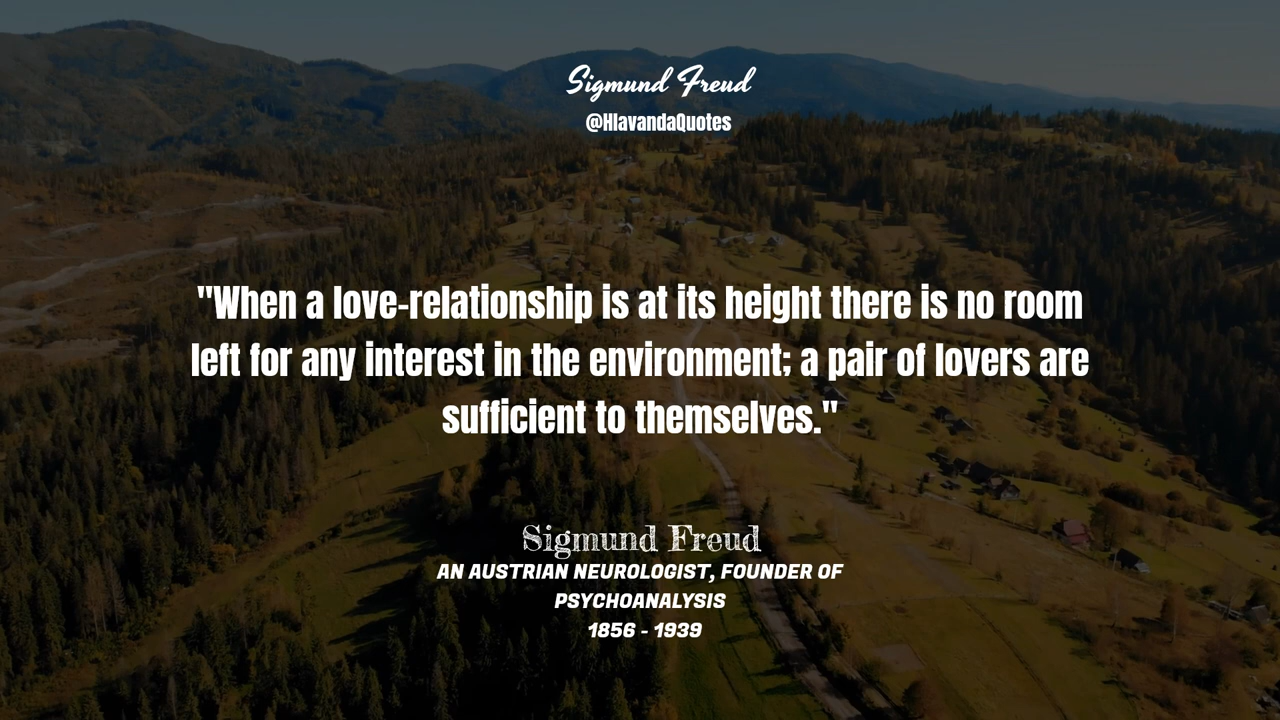 Sigmund Freud
@HlavandaQuotes
"When a love-relationship is at its height there is no room
left for any interest in the environment; a pair of lovers are
sufficient to themselves."
Sigmund Freud
AN AUSTRIAN NEUROLOGIST, FOUNDER OF
PSYCHOANALYSIS
1856 - 1939